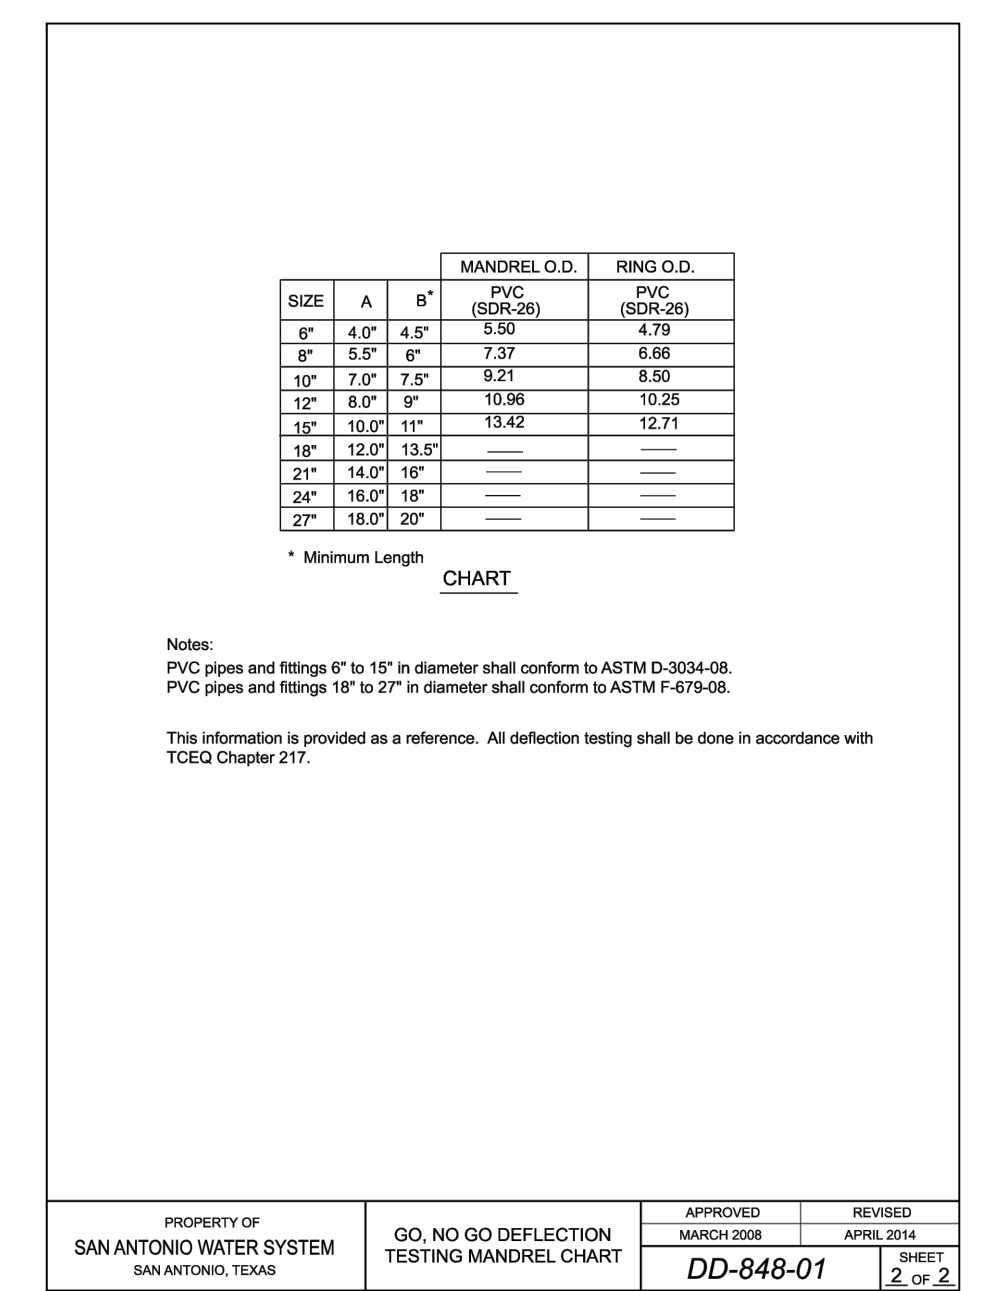 MANDREL O.D. RING O.D.
SIZE A B* PVC (SDR-26) PVC (SDR-26)
6" 4.0" 4.5" 5.50 4.79
8" 5.5" 6" 7.37 6.66
10" 7.0" 7.5" 9.21 8.50
12" 8.0" 9" 10.96 10.25
15" 10.0" 11" 13.42 12.71
18" 12.0" 13.5" —— ——
21" 14.0" 16" —— ——
24" 16.0" 18" —— ——
27" 18.0" 20" —— ——
* Minimum Length
CHART
Notes:
PVC pipes and fittings 6" to 15" in diameter shall conform to ASTM D-3034-08.
PVC pipes and fittings 18" to 27" in diameter shall conform to ASTM F-679-08.
This information is provided as a reference. All deflection testing shall be done in accordance with
TCEQ Chapter 217.
PROPERTY OF
SAN ANTONIO WATER SYSTEM
SAN ANTONIO, TEXAS
GO, NO GO DEFLECTION
TESTING MANDREL CHART
APPROVED REVISED
MARCH 2008 APRIL 2014
DD-848-01
SHEET
2 OF 2